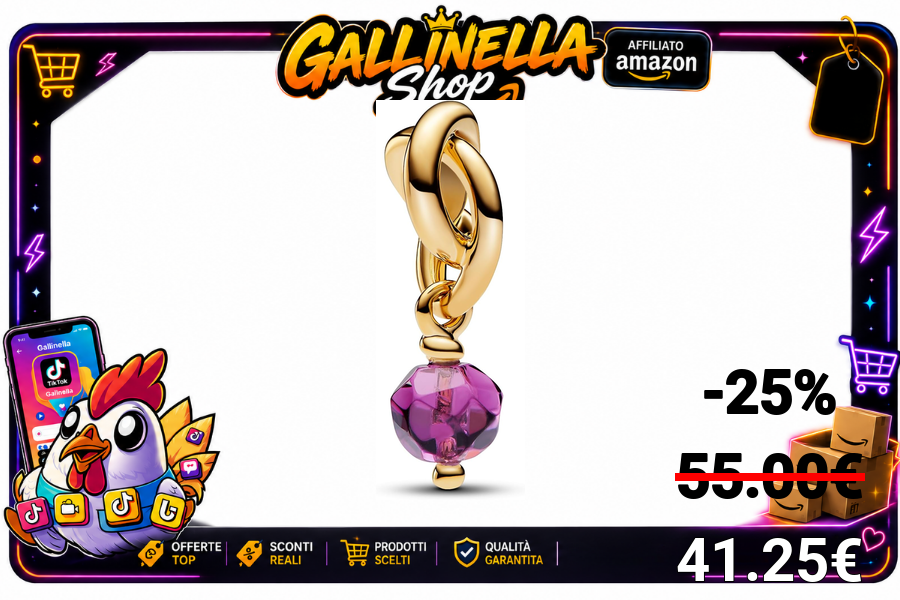 GALLINELLA
Shop
AFFILIATO
amazon
Gallinella
TikTok
Gallinella
-25%
55.00€
41.25€
OFFERTE
TOP
SCONTI
REALI
PRODOTTI
SCELTI
QUALITÀ
GARANTITA